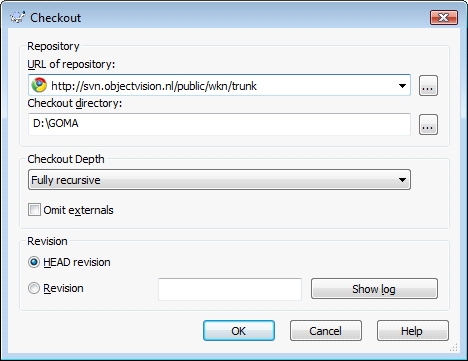 Checkout
Repository
URL of repository:
http://svn.objectvision.nl/public/wkn/trunk
...
Checkout directory:
D:\GOMA
...
Checkout Depth
Fully recursive
Omit externals
Revision
HEAD revision
Revision
Show log
OK Cancel Help